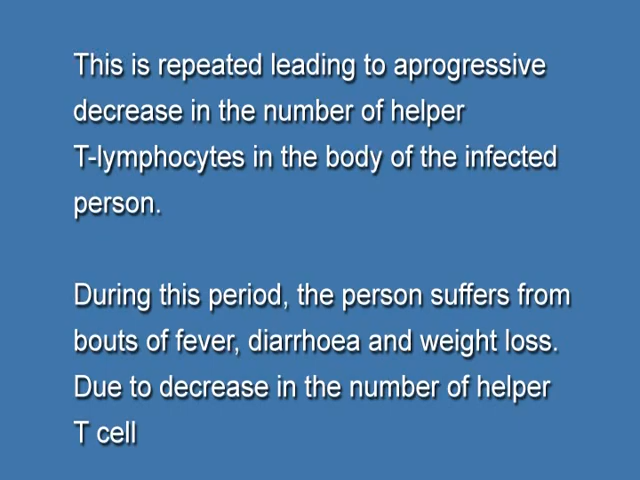 This is repeated leading to aprogressive
decrease in the number of helper
T-lymphocytes in the body of the infected
person.
During this period, the person suffers from
bouts of fever, diarrhoea and weight loss.
Due to decrease in the number of helper
T cell